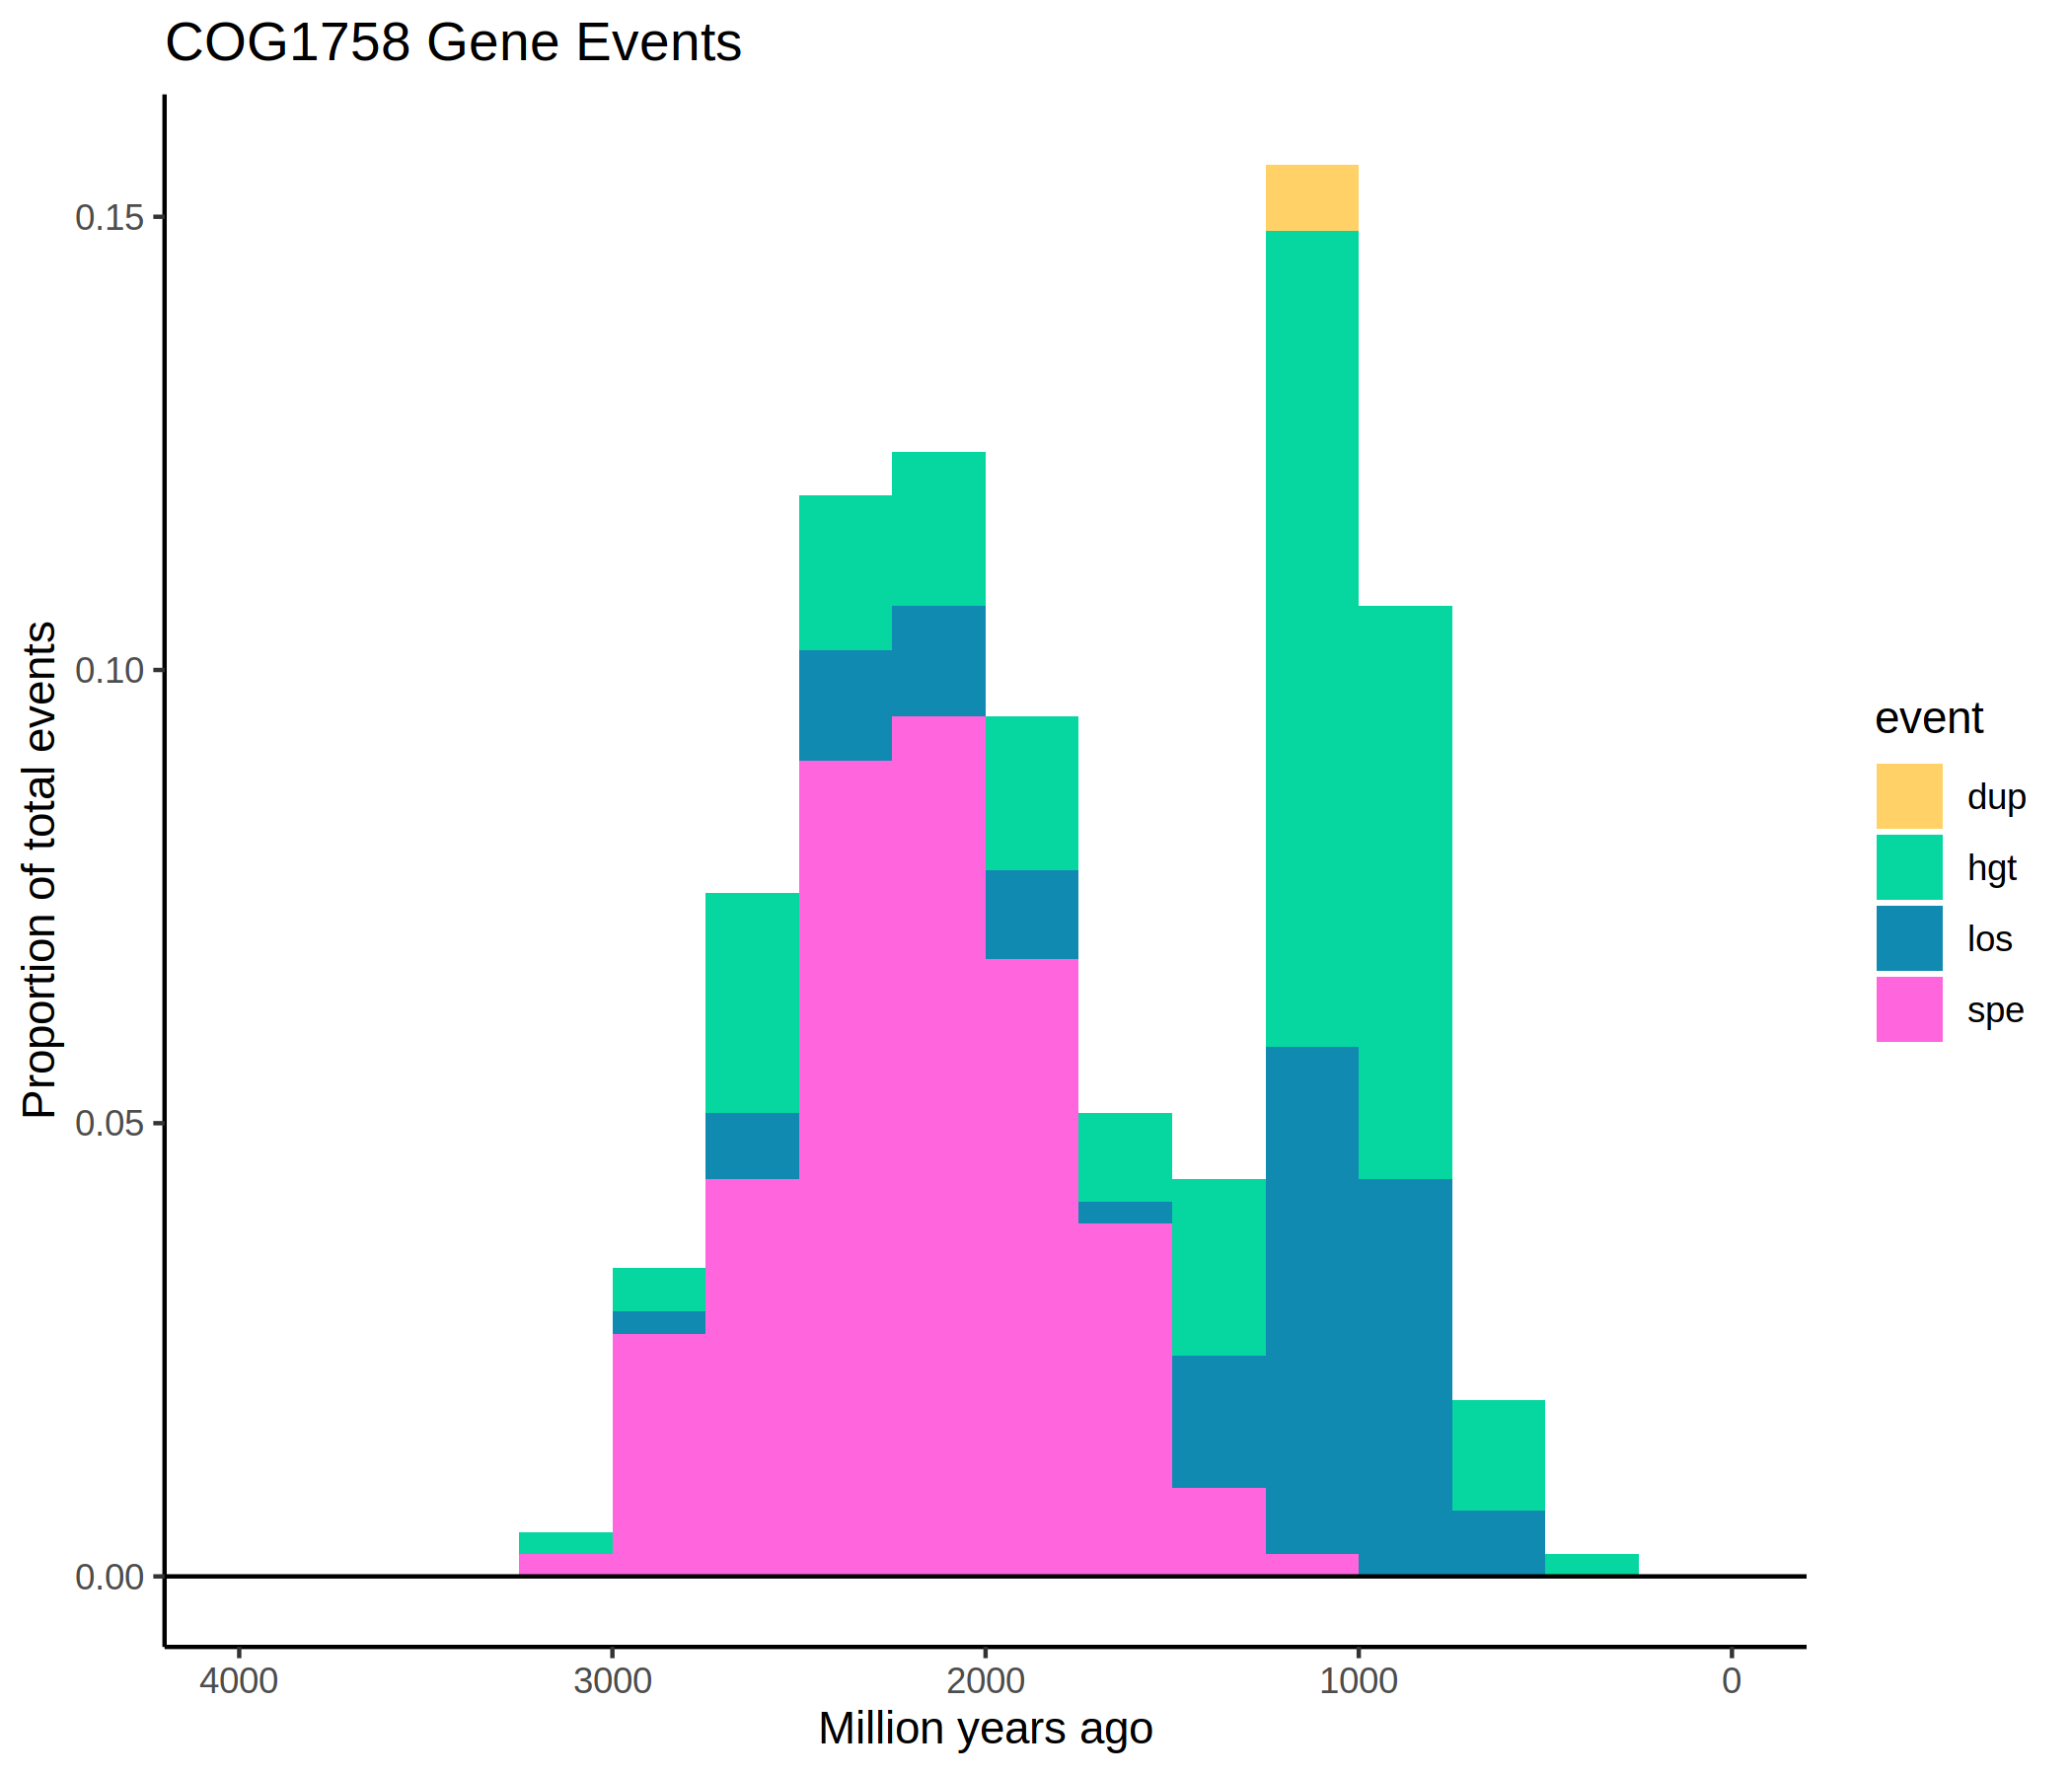 COG1758 Gene Events
Proportion of total events
0.15
0.10
0.05
0.00
4000 3000 2000 1000 0
Million years ago
event
dup
hgt
los
spe